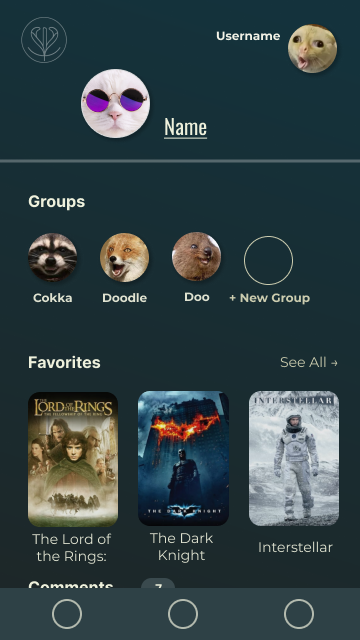 Username
Name
Groups
Cokka
Doodle
Doo
+ New Group
Favorites
See All →
THE LORD OF THE RINGS
THE FELLOWSHIP OF THE RING
THE DARK KNIGHT
INTERSTELLAR
The Lord of
the Rings:
The Dark
Knight
Interstellar
Comments
7